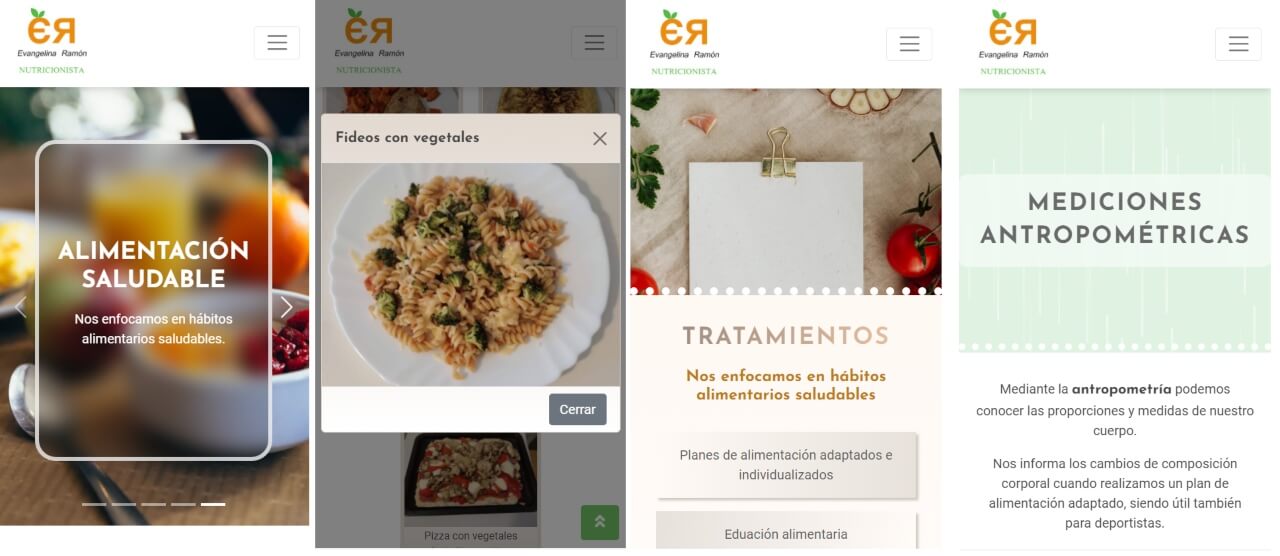 ER
Evangelina Ramón
NUTRICIONISTA
ALIMENTACIÓN
SALUDABLE
Nos enfocamos en hábitos
alimentarios saludables.
ER
Evangelina Ramón
NUTRICIONISTA
Fideos con vegetales
Cerrar
Pizza con vegetales
ER
Evangelina Ramón
NUTRICIONISTA
TRATAMIENTOS
Nos enfocamos en hábitos
alimentarios saludables
Planes de alimentación adaptados e
individualizados
Eduación alimentaria
ER
Evangelina Ramón
NUTRICIONISTA
MEDICIONES
ANTROPOMÉTRICAS
Mediante la antropometría podemos
conocer las proporciones y medidas de nuestro
cuerpo.
Nos informa los cambios de composición
corporal cuando realizamos un plan de
alimentación adaptado, siendo útil también
para deportistas.